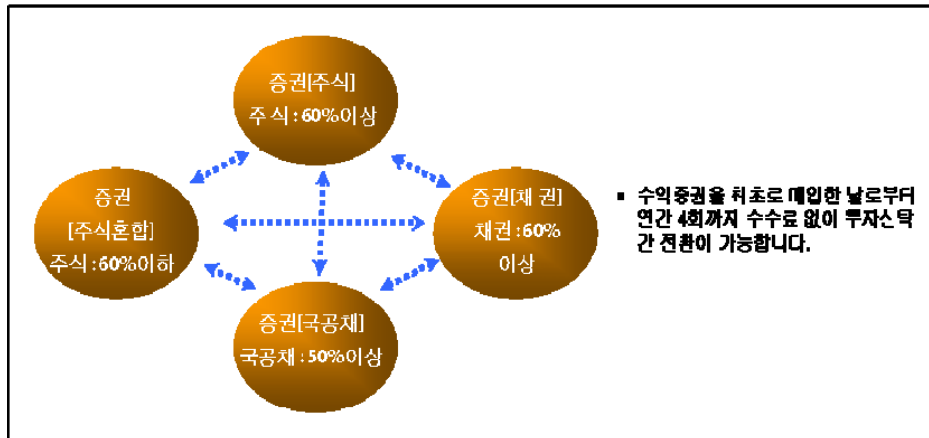 증권[주식]
주식:60%이상
증권
[주식혼합]
주식:60%이하
증권[채 권]
채권:60%
이상
증권[국공채]
국공채:50%이상
▪ 수익증권을 최초로 매입한 날로부터
연간 4회까지 수수료 없이 투자신탁
간 전환이 가능합니다.